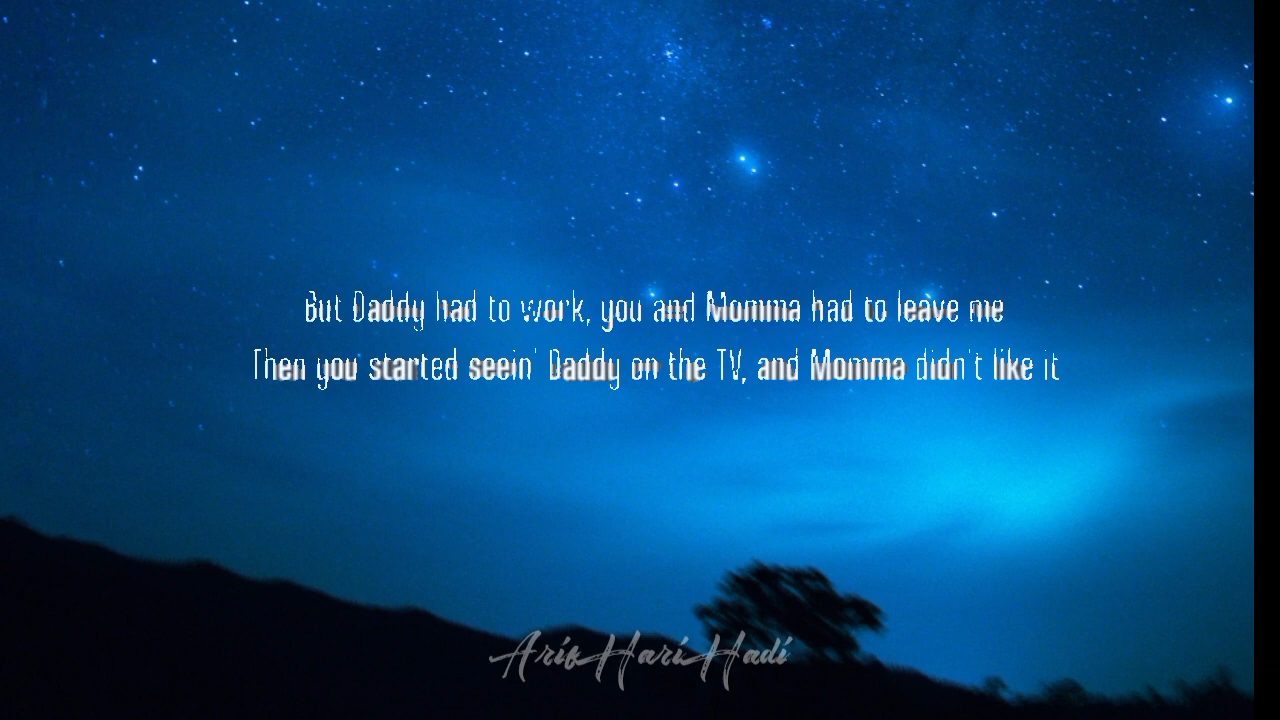 But Daddy had to work, you and Momma had to leave me
Then you started seein' Daddy on the TV, and Momma didn't like it
Aris Hari Hadi